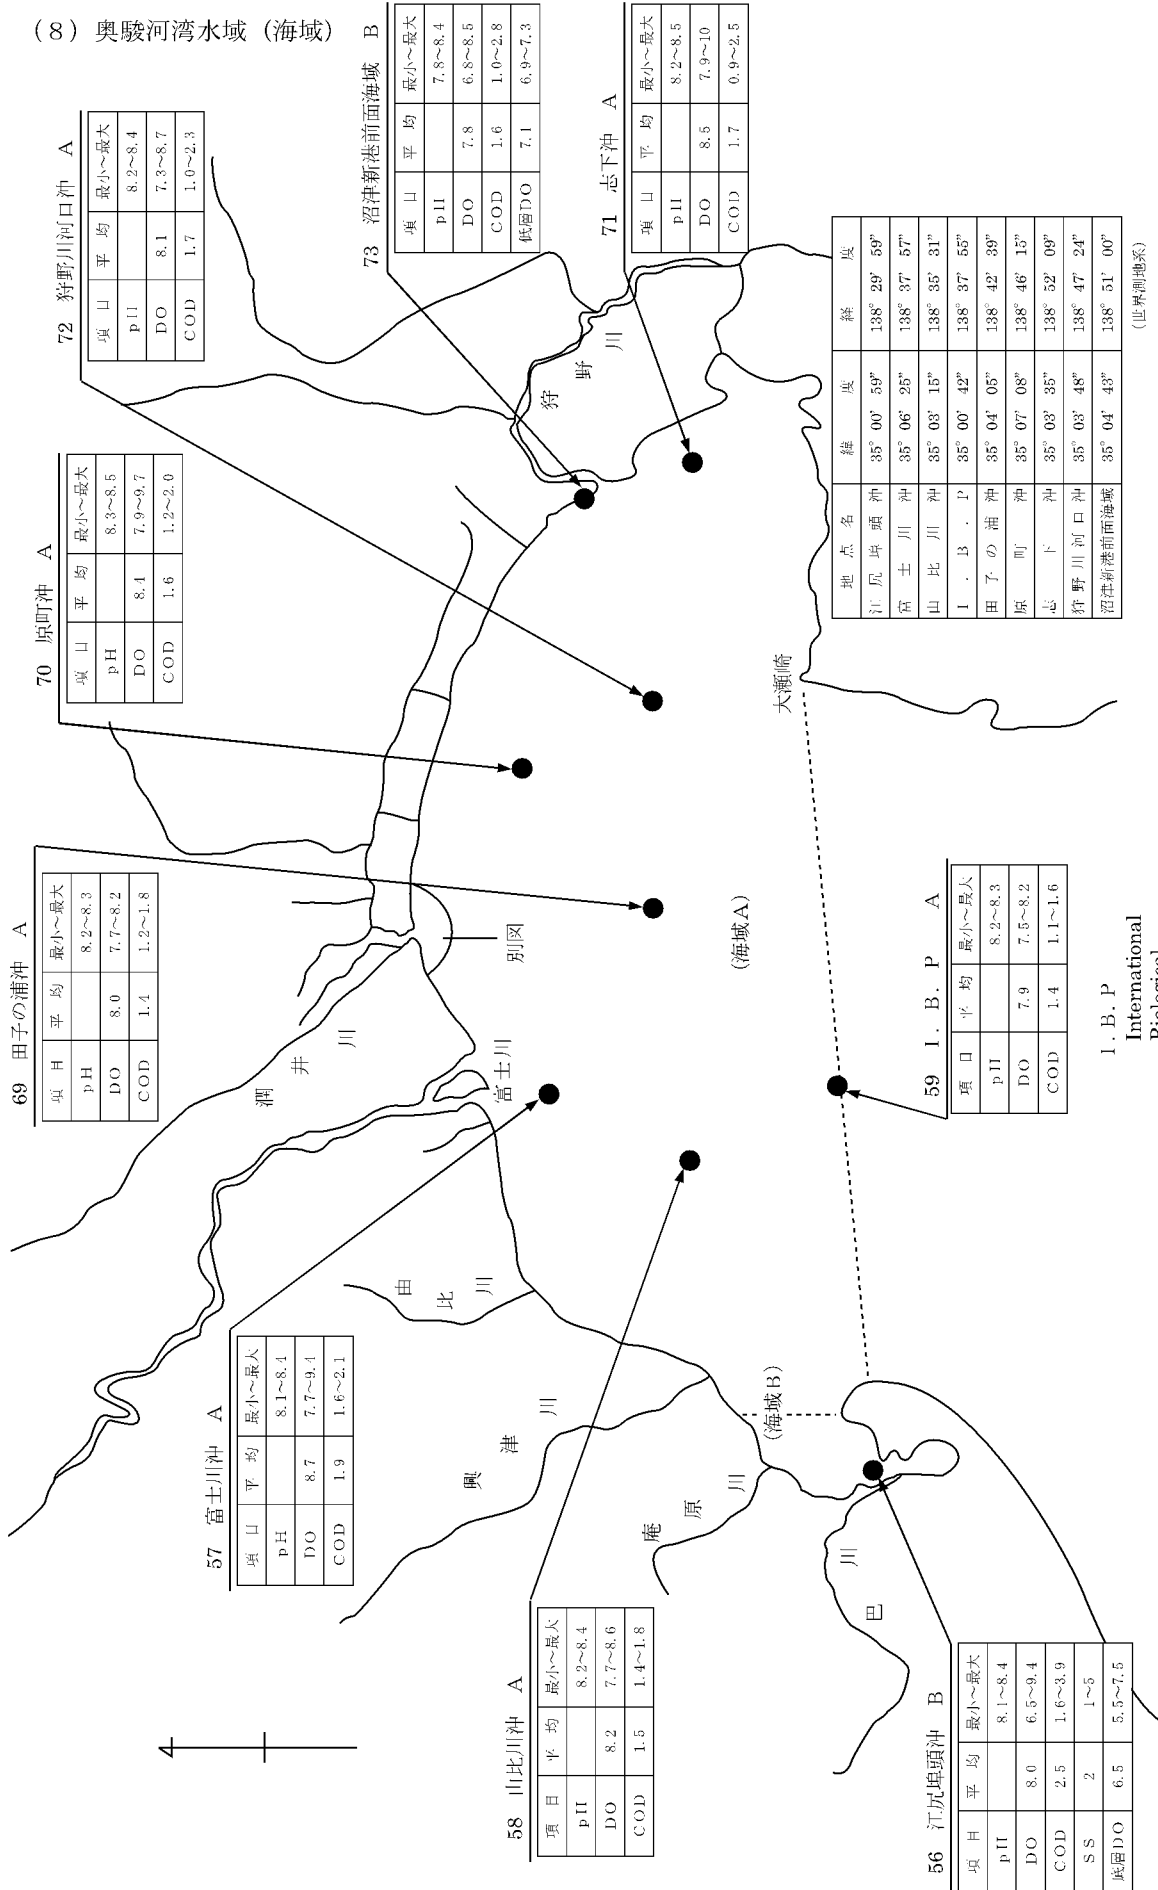 (8) 奥駿河湾水域 (海域)
72 狩野川河口沖 A
項 目 平 均 最小~最大
pH 8.2~8.4
DO 8.1 7.3~8.7
COD 1.7 1.0~2.3
73 沼津新港前面海域 B
項 目 平 均 最小~最大
pH 7.8~8.4
DO 7.8 6.8~8.5
COD 1.6 1.0~2.8
底層DO 7.1 6.9~7.3
71 志下沖 A
項 目 平 均 最小~最大
pH 8.2~8.5
DO 8.5 7.9~10
COD 1.7 0.9~2.5
70 原町沖 A
項 目 平 均 最小~最大
pH 8.3~8.5
DO 8.4 7.9~9.7
COD 1.6 1.2~2.0
69 田子の浦沖 A
項 目 平 均 最小~最大
pH 8.2~8.3
DO 8.0 7.7~8.2
COD 1.4 1.2~1.8
57 富士川沖 A
項 目 平 均 最小~最大
pH 8.1~8.4
DO 8.7 7.7~9.4
COD 1.9 1.6~2.1
58 由比川沖 A
項 目 平 均 最小~最大
pH 8.2~8.4
DO 8.2 7.7~8.6
COD 1.5 1.4~1.8
56 江尻埠頭沖 B
項 目 平 均 最小~最大
pH 8.1~8.4
DO 8.0 6.5~9.4
COD 2.5 1.6~3.9
SS 2 1~5
底層DO 6.5 5.5~7.5
59 I.B.P A
項 目 平 均 最小~最大
pH 8.2~8.3
DO 7.9 7.5~8.2
COD 1.4 1.1~1.6
I.B.P
International
Biological
狩野川
潤井川
富士川
別図
由比川
興津川
庵原川
巴川
(海域A)
(海域B)
大瀬崎
地点名 緯度 経度
江尻埠頭沖 35° 00' 59" 138° 29' 59"
富士川沖 35° 06' 25" 138° 37' 57"
由比川沖 35° 03' 15" 138° 35' 31"
I.B.P 35° 00' 42" 138° 37' 55"
田子の浦沖 35° 04' 05" 138° 42' 39"
原町沖 35° 07' 08" 138° 46' 15"
志下沖 35° 03' 35" 138° 52' 09"
狩野川河口沖 35° 03' 48" 138° 47' 24"
沼津新港前面海域 35° 04' 43" 138° 51' 00"
(世界測地系)